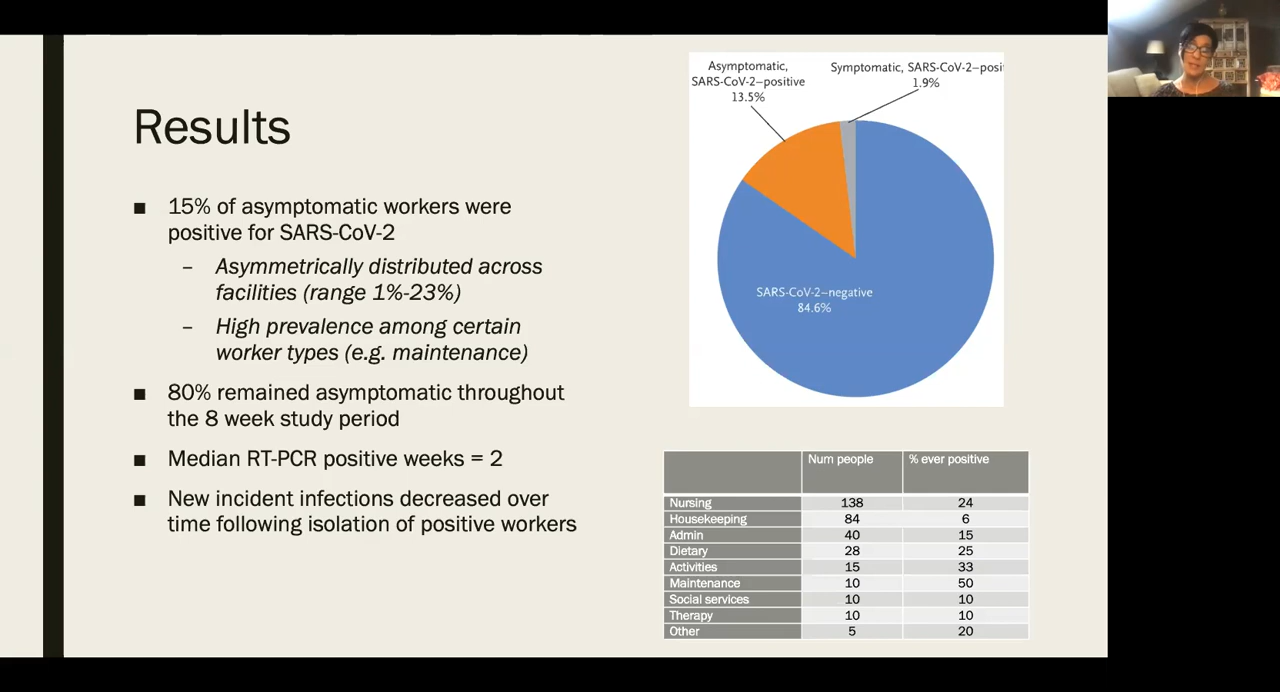 Results
■ 15% of asymptomatic workers were
positive for SARS-CoV-2
– Asymmetrically distributed across
facilities (range 1%-23%)
– High prevalence among certain
worker types (e.g. maintenance)
■ 80% remained asymptomatic throughout
the 8 week study period
■ Median RT-PCR positive weeks = 2
■ New incident infections decreased over
time following isolation of positive workers
Asymptomatic,
SARS-CoV-2–positive
13.5%
Symptomatic, SARS-CoV-2–posit
1.9%
SARS-CoV-2–negative
84.6%
Num people % ever positive
Nursing 138 24
Housekeeping 84 6
Admin 40 15
Dietary 28 25
Activities 15 33
Maintenance 10 50
Social services 10 10
Therapy 10 10
Other 5 20